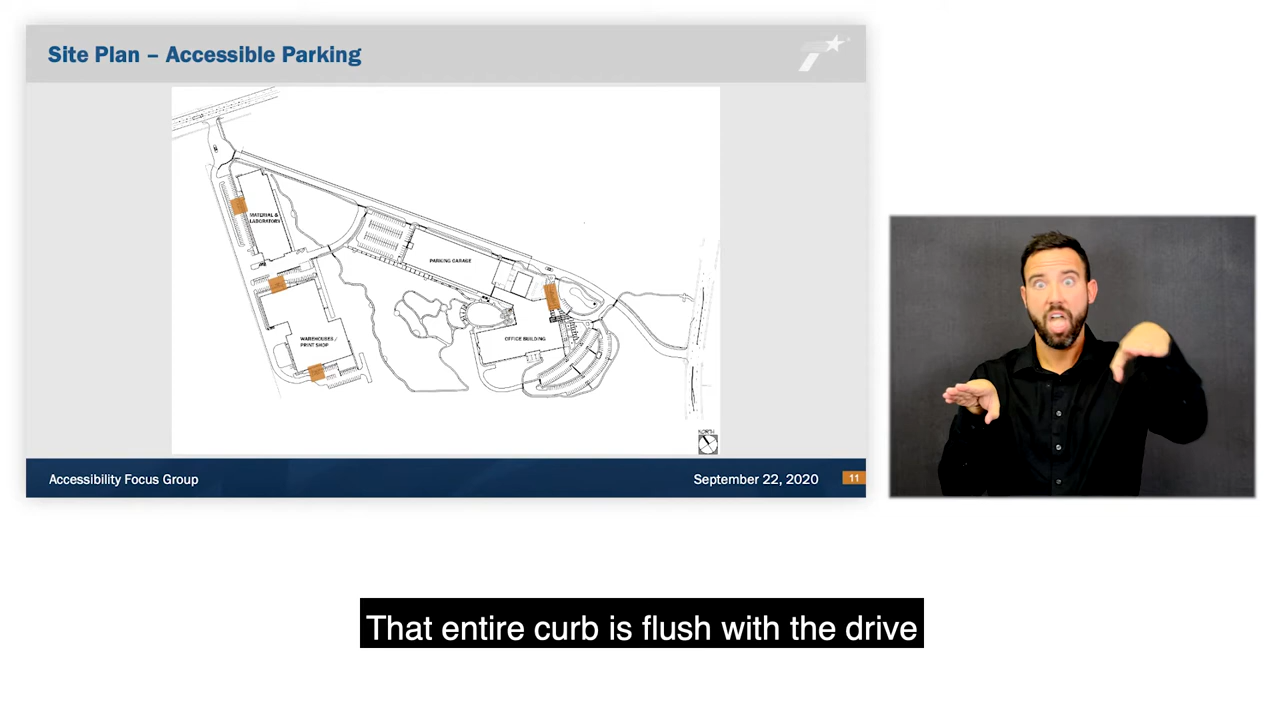 Site Plan – Accessible Parking
MATERIAL &
LABORATORY
PARKING GARAGE
OFFICE BUILDING
WAREHOUSES /
PRINT SHOP
NORTH
Accessibility Focus Group
September 22, 2020
11
That entire curb is flush with the drive